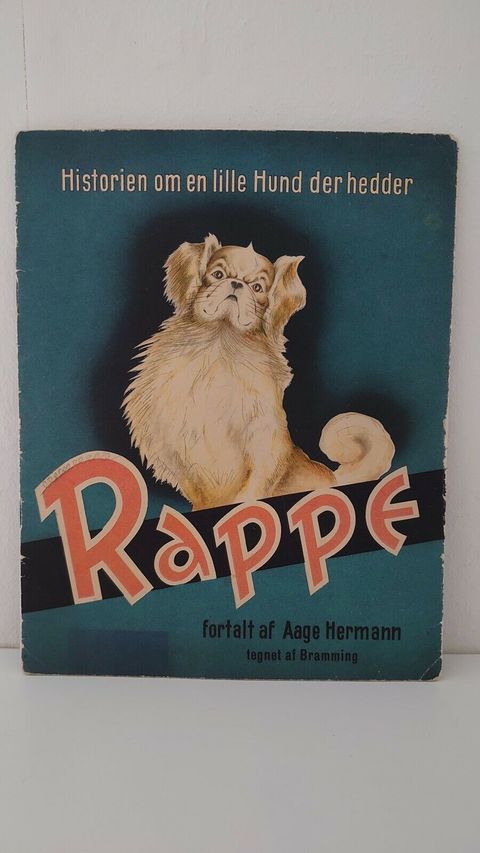 Historien om en lille Hund der hedder
RAPPE
fortalt af Aage Hermann
tegnet af Bramming